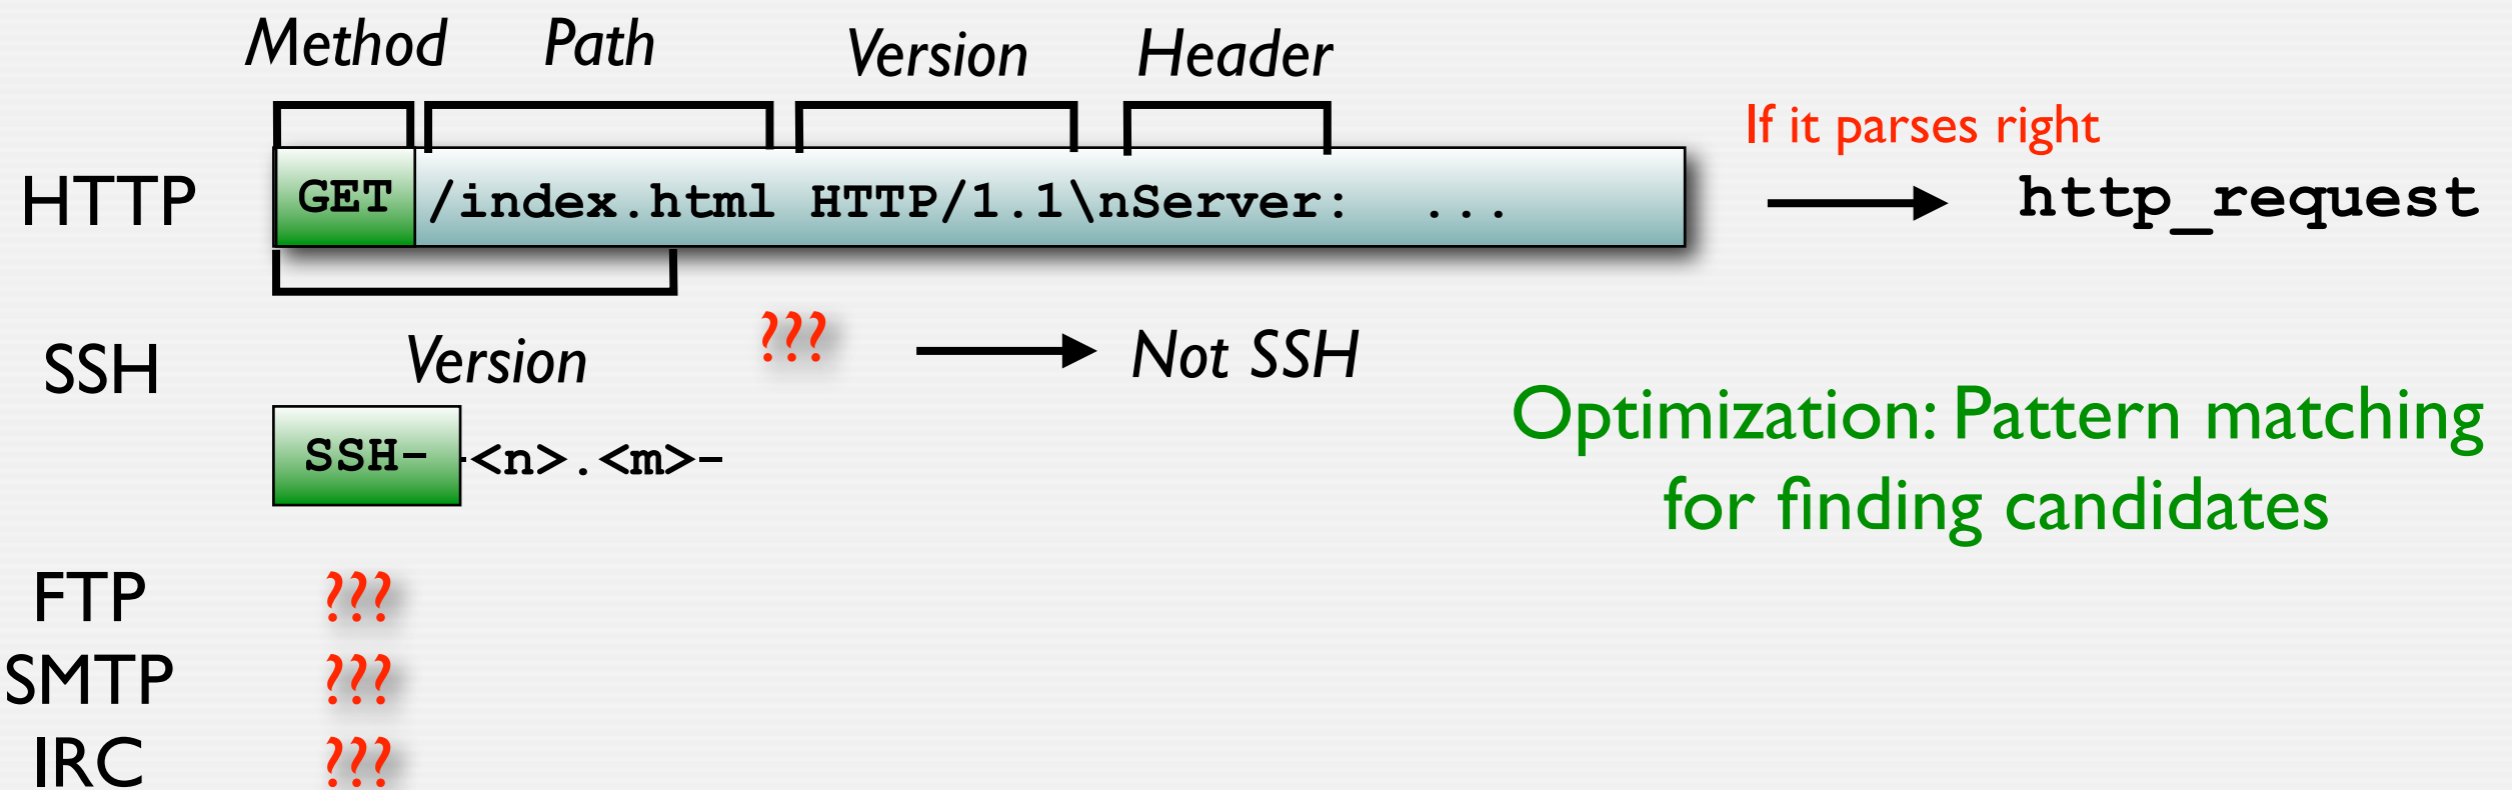 Method Path Version Header
If it parses right
HTTP GET /index.html HTTP/1.1\nServer: ... http_request
SSH Version ??? Not SSH
SSH- -<n>.<m>-
Optimization: Pattern matching
for finding candidates
FTP ???
SMTP ???
IRC ???